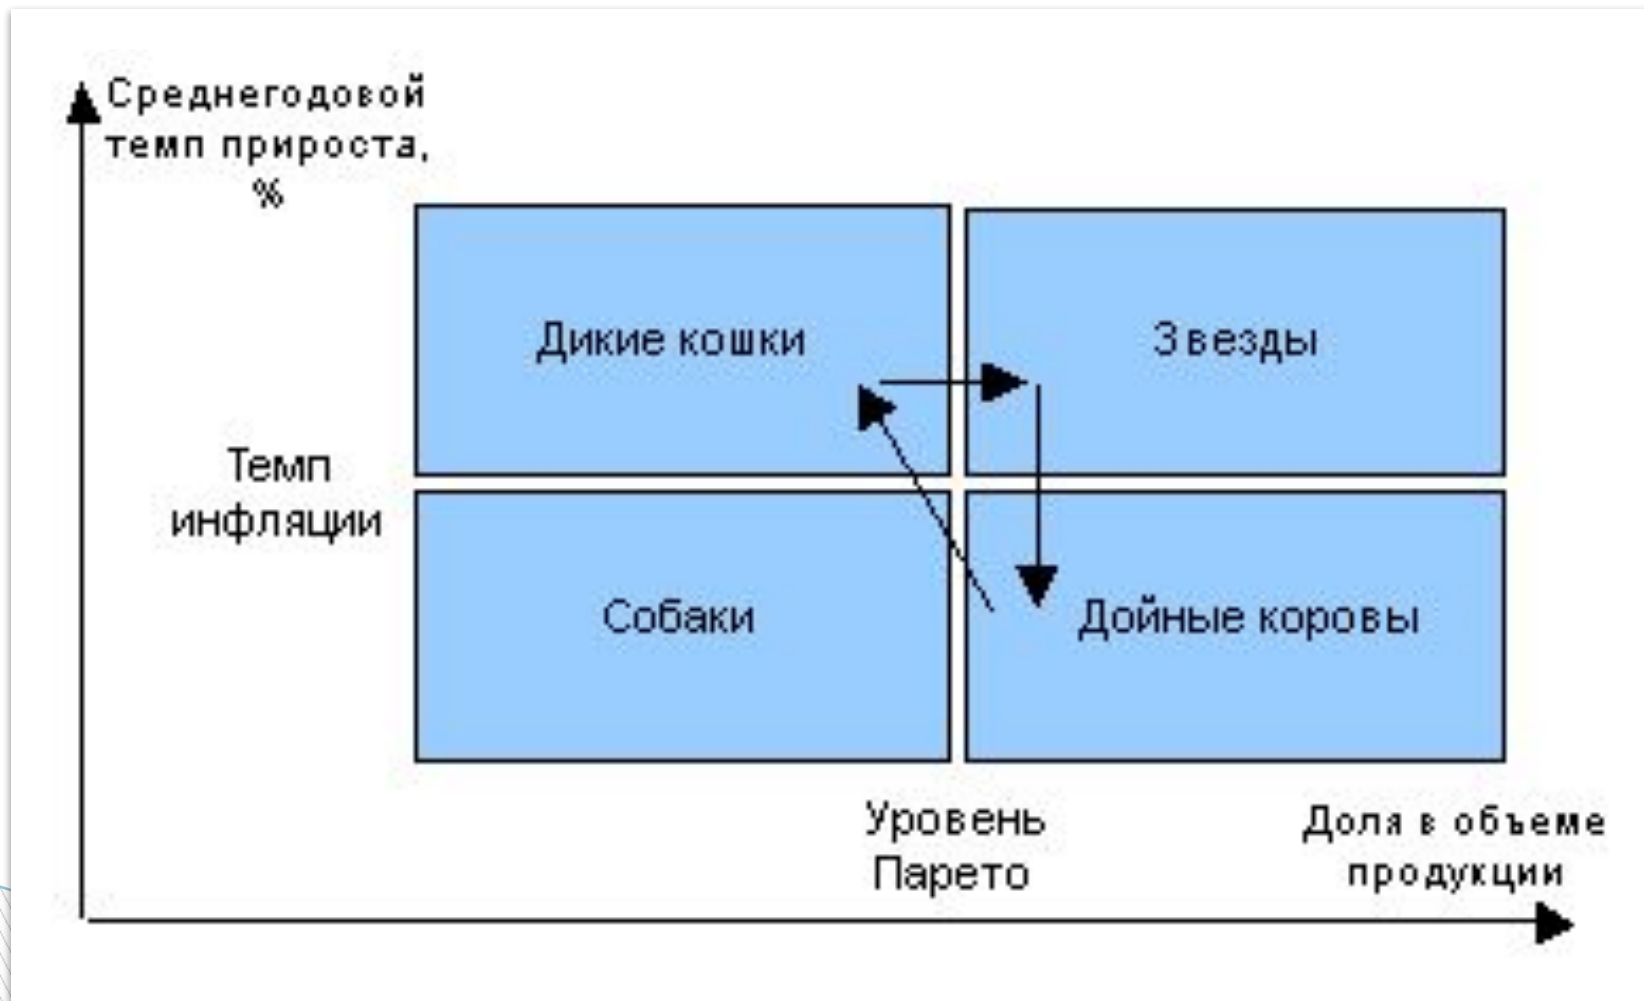 Среднегодовой
темп прироста,
%
Дикие кошки
Звезды
Темп
инфляции
Собаки
Дойные коровы
Уровень
Парето
Доля в объеме
продукции